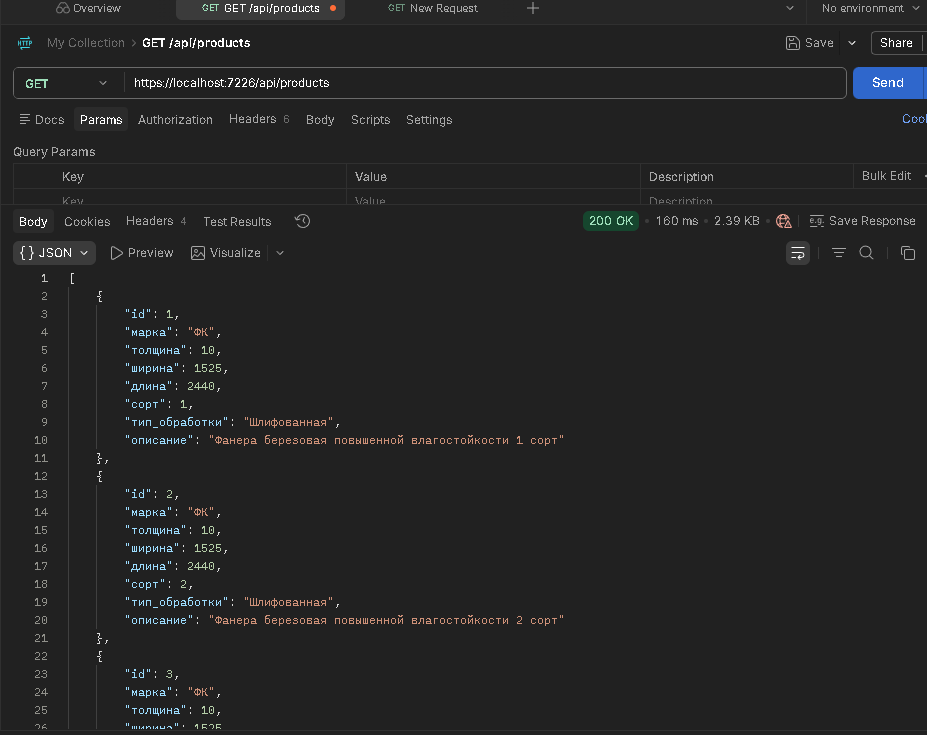 Overview GET GET /api/products GET New Request No environment
HTTP My Collection > GET /api/products Save Share
GET https://localhost:7226/api/products Send
Docs Params Authorization Headers 6 Body Scripts Settings
Query Params
Key Value Description Bulk Edit
Key Value Description
Body Cookies Headers 4 Test Results 200 OK • 160 ms • 2.39 KB • e.g. Save Response
{} JSON Preview Visualize
1 [
2 {
3 "id": 1,
4 "марка": "ФК",
5 "толщина": 10,
6 "ширина": 1525,
7 "длина": 2440,
8 "сорт": 1,
9 "тип_обработки": "Шлифованная",
10 "описание": "Фанера березовая повышенной влагостойкости 1 сорт"
11 },
12 {
13 "id": 2,
14 "марка": "ФК",
15 "толщина": 10,
16 "ширина": 1525,
17 "длина": 2440,
18 "сорт": 2,
19 "тип_обработки": "Шлифованная",
20 "описание": "Фанера березовая повышенной влагостойкости 2 сорт"
21 },
22 {
23 "id": 3,
24 "марка": "ФК",
25 "толщина": 10,
26 "ширина": 1525